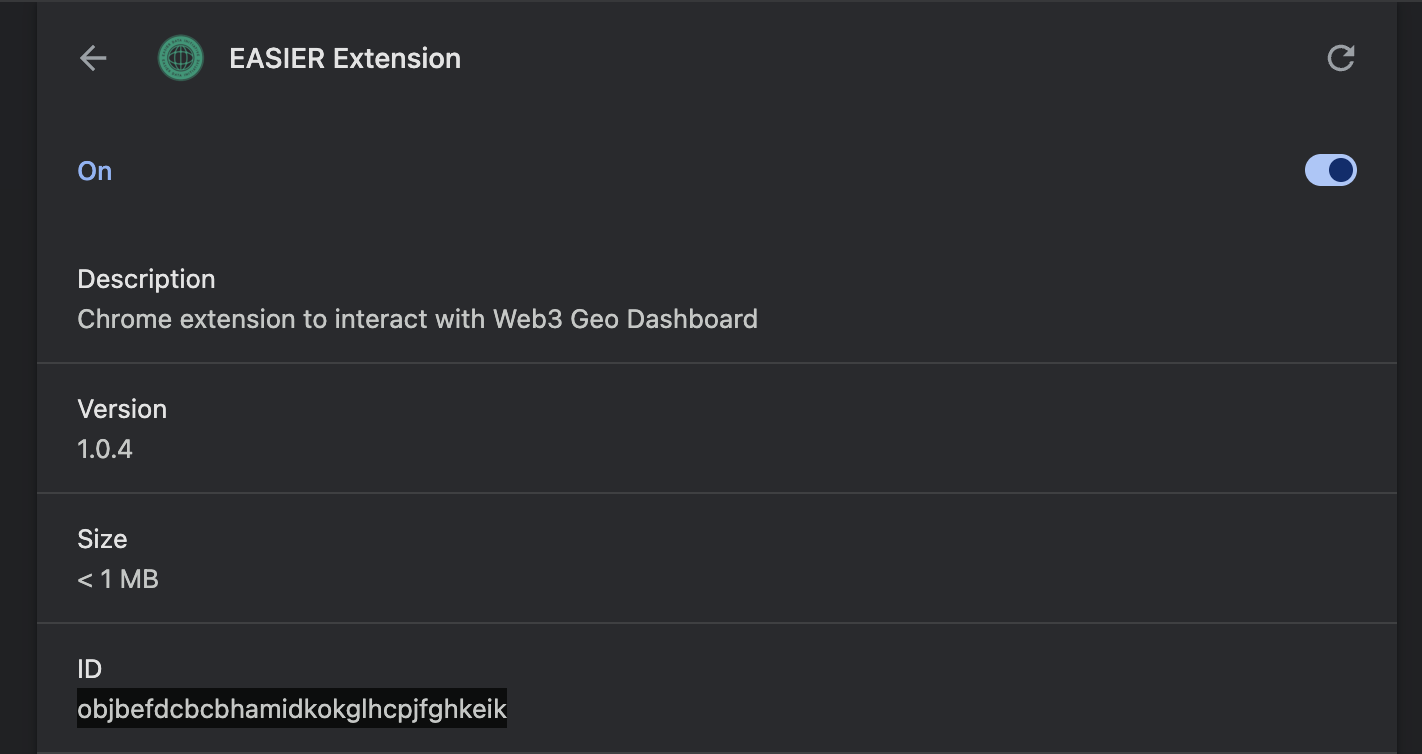 EASIER Extension
On
Description
Chrome extension to interact with Web3 Geo Dashboard
Version
1.0.4
Size
< 1 MB
ID
objbefdcbcbhamidkokglhcpjfghkeik